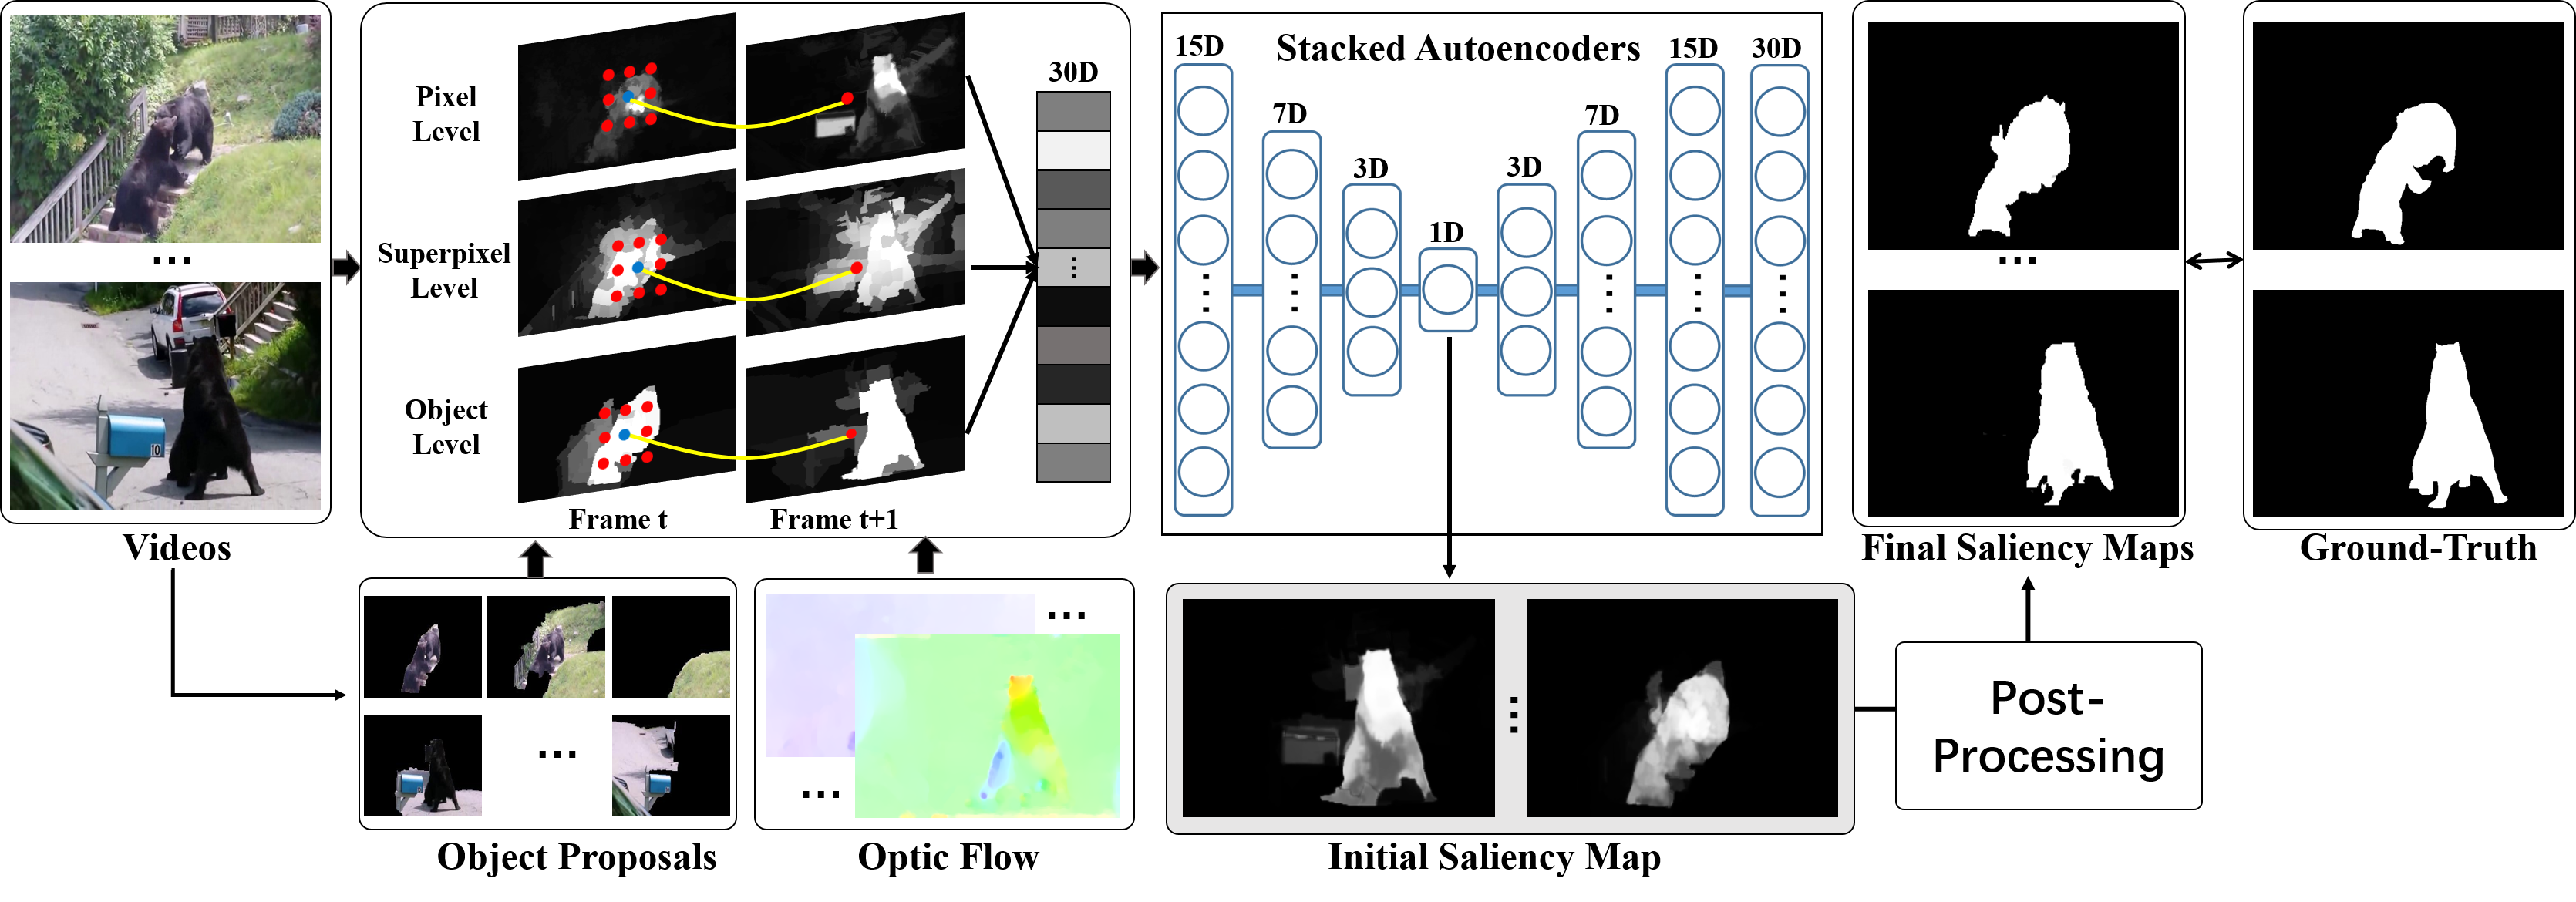 Pixel
Level
Superpixel
Level
Object
Level
Frame t
Frame t+1
30D
Stacked Autoencoders
15D
7D
3D
1D
3D
7D
15D
30D
...
...
10
Videos
Final Saliency Maps
Ground-Truth
...
...
...
Post-
Processing
Object Proposals
Optic Flow
Initial Saliency Map